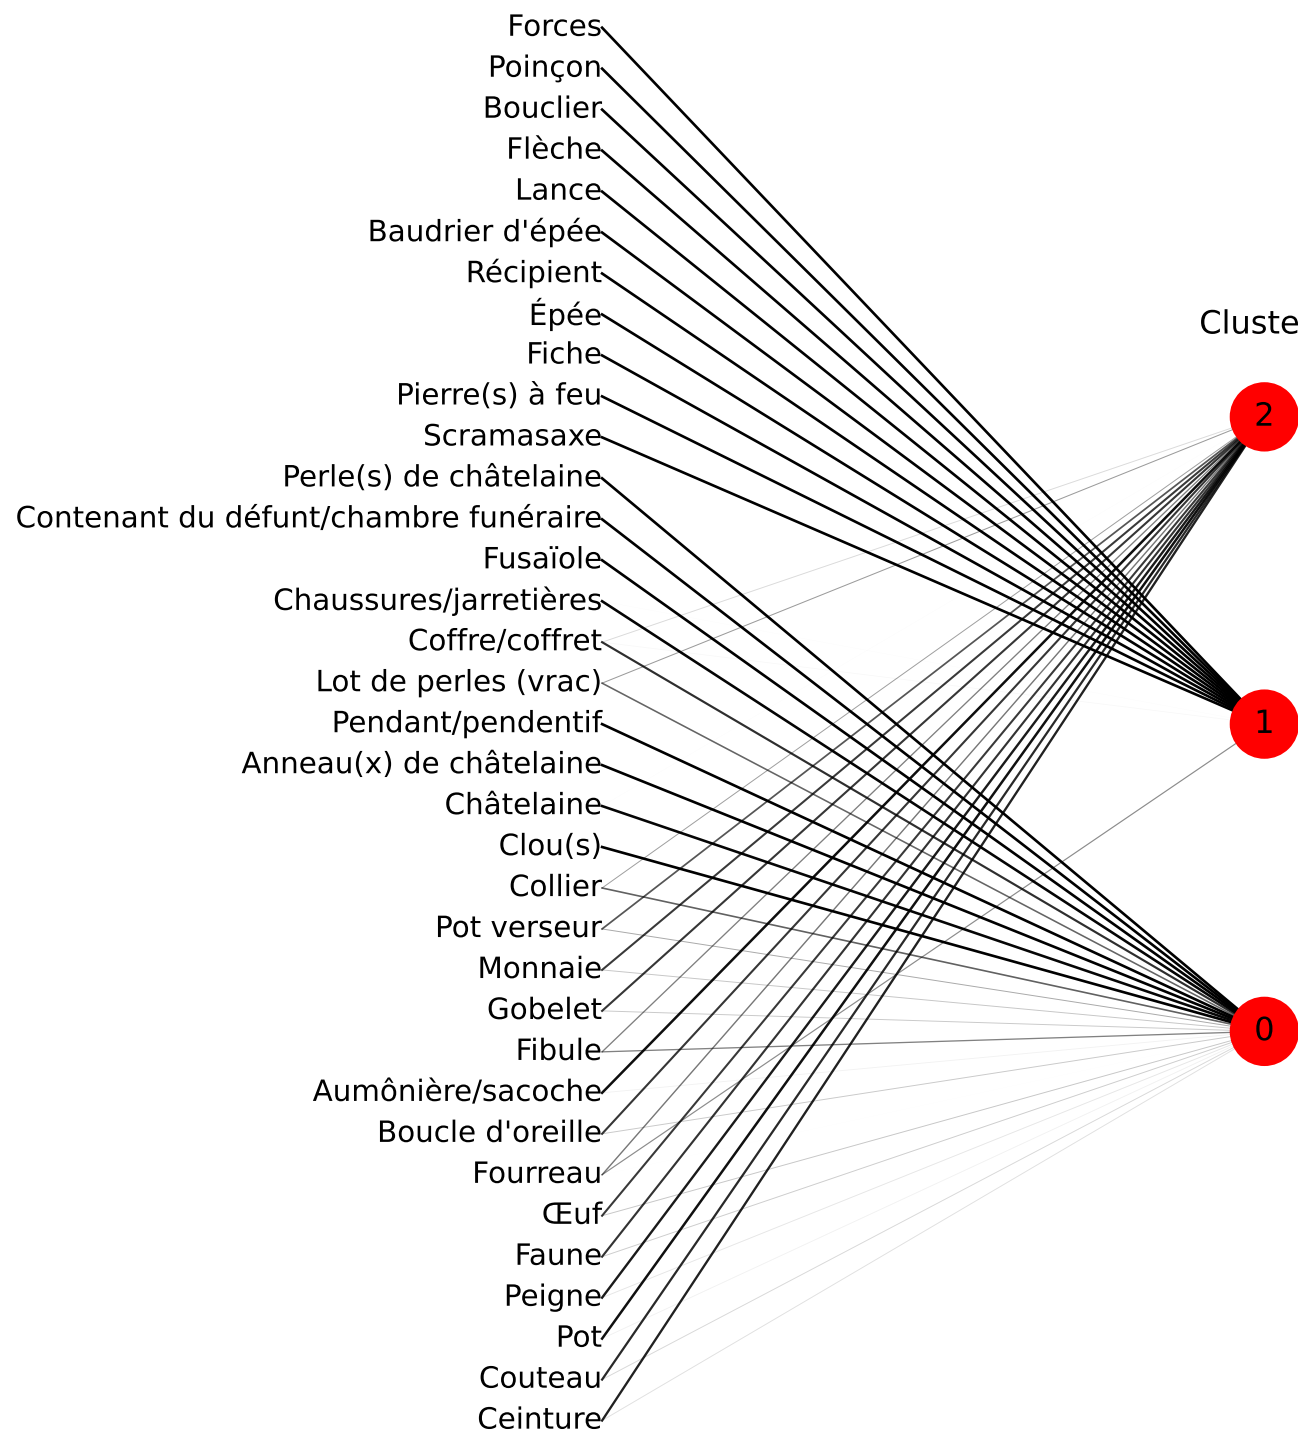 Forces
Poinçon
Bouclier
Flèche
Lance
Baudrier d'épée
Récipient
Épée
Fiche
Pierre(s) à feu
Scramasaxe
Perle(s) de châtelaine
Contenant du défunt/chambre funéraire
Fusaïole
Chaussures/jarretières
Coffre/coffret
Lot de perles (vrac)
Pendant/pendentif
Anneau(x) de châtelaine
Châtelaine
Clou(s)
Collier
Pot verseur
Monnaie
Gobelet
Fibule
Aumônière/sacoche
Boucle d'oreille
Fourreau
Œuf
Faune
Peigne
Pot
Couteau
Ceinture
Cluste
2
1
0